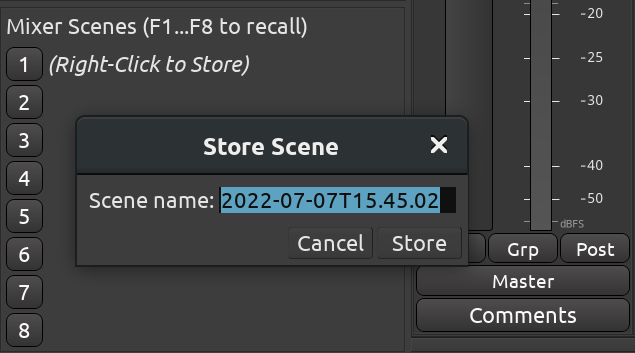 Mixer Scenes (F1...F8 to recall)
1 (Right-Click to Store)
2
3
4
5
6
7
8
Store Scene
Scene name: 2022-07-07T15.45.02
Cancel Store
-20
-25
-30
-40
-50
dBFS
Grp Post
Master
Comments